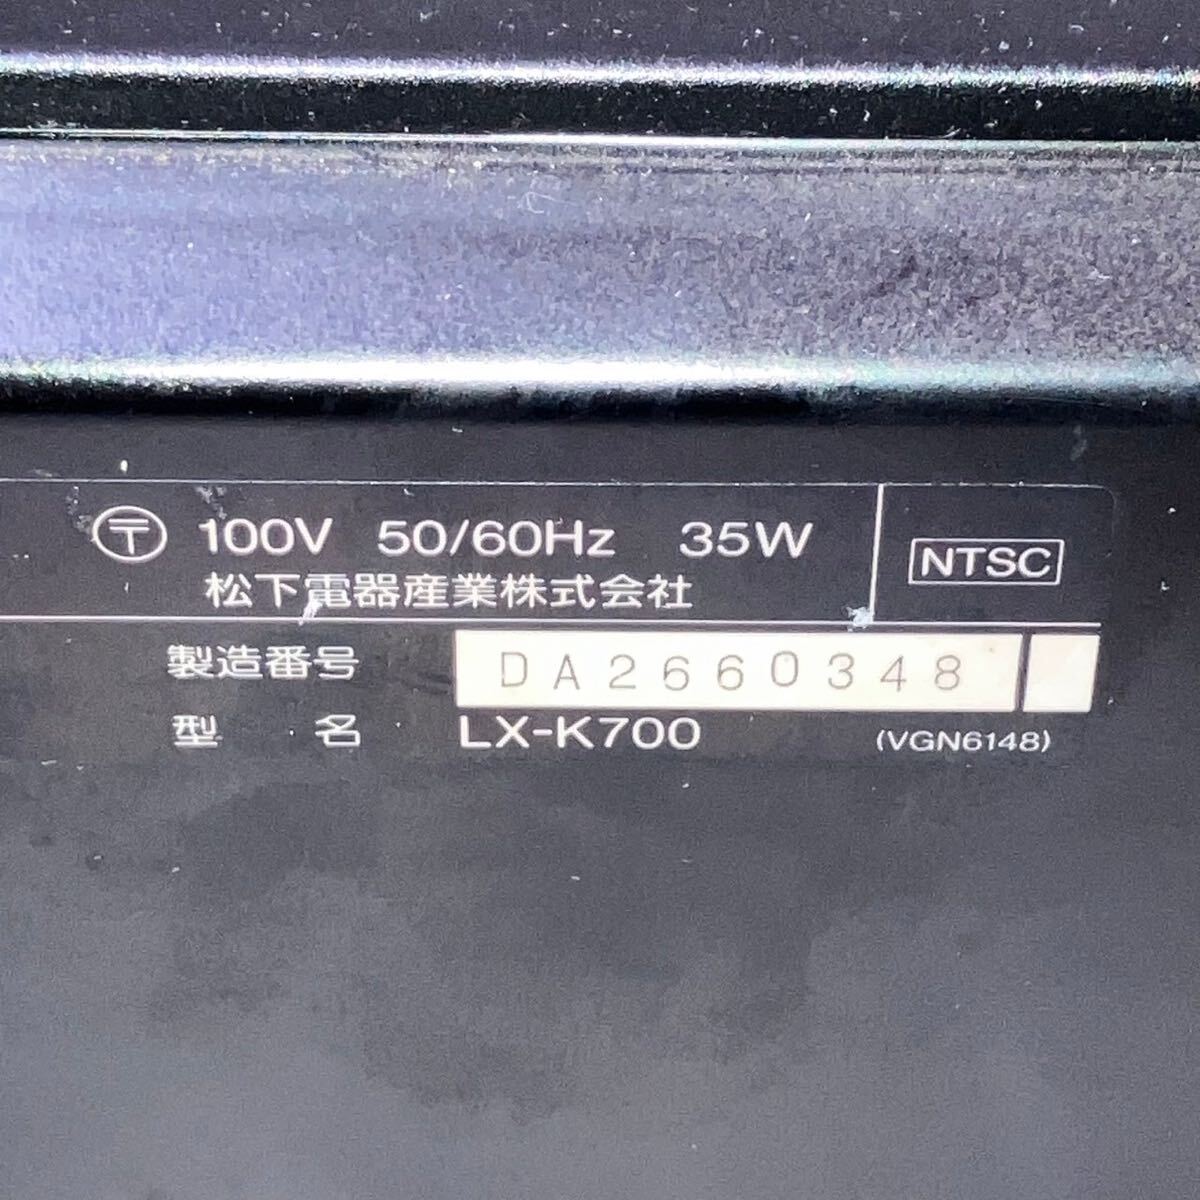 〒 100V 50/60Hz 35W
松下電器産業株式会社
NTSC
製造番号 DA2660348
型 名 LX-K700 (VGN6148)